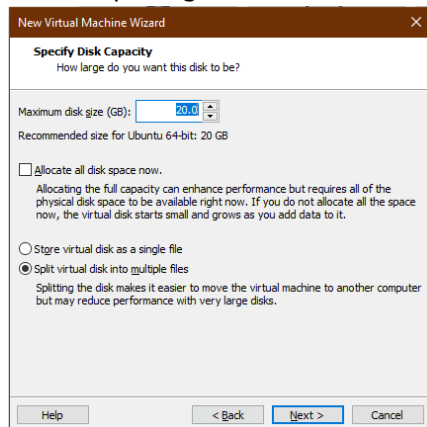 New Virtual Machine Wizard
Specify Disk Capacity
How large do you want this disk to be?
Maximum disk size (GB): 20.0
Recommended size for Ubuntu 64-bit: 20 GB
Allocate all disk space now.
Allocating the full capacity can enhance performance but requires all of the
physical disk space to be available right now. If you do not allocate all the space
now, the virtual disk starts small and grows as you add data to it.
Store virtual disk as a single file
Split virtual disk into multiple files
Splitting the disk makes it easier to move the virtual machine to another computer
but may reduce performance with very large disks.
Help < Back Next > Cancel